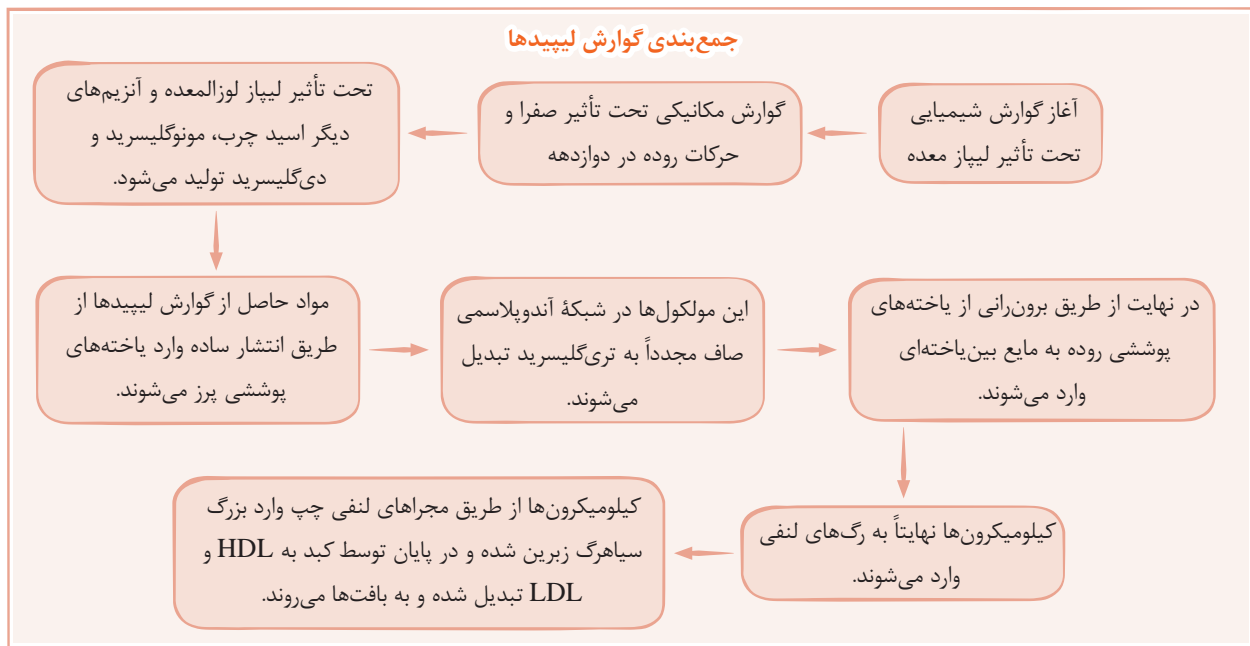 جمع‌بندی گوارش لیپیدها
آغاز گوارش شیمیایی
تحت تأثیر لیپاز معده
گوارش مکانیکی تحت تأثیر صفرا و
حرکات روده در دوازدهه
تحت تأثیر لیپاز لوزالمعده و آنزیم‌های
دیگر اسید چرب، مونوگلیسرید و
دی‌گلیسرید تولید می‌شود.
مواد حاصل از گوارش لیپیدها از
طریق انتشار ساده وارد یاخته‌های
پوششی پرز می‌شوند.
این مولکول‌ها در شبکهٔ آندوپلاسمی
صاف مجدداً به تری‌گلیسرید تبدیل
می‌شوند.
در نهایت از طریق برون‌رانی از یاخته‌های
پوششی روده به مایع بین‌یاخته‌ای
وارد می‌شوند.
کیلومیکرون‌ها نهایتاً به رگ‌های لنفی
وارد می‌شوند.
کیلومیکرون‌ها از طریق مجراهای لنفی چپ وارد بزرگ
سیاهرگ زبرین شده و در پایان توسط کبد به HDL و
LDL تبدیل شده و به بافت‌ها می‌روند.